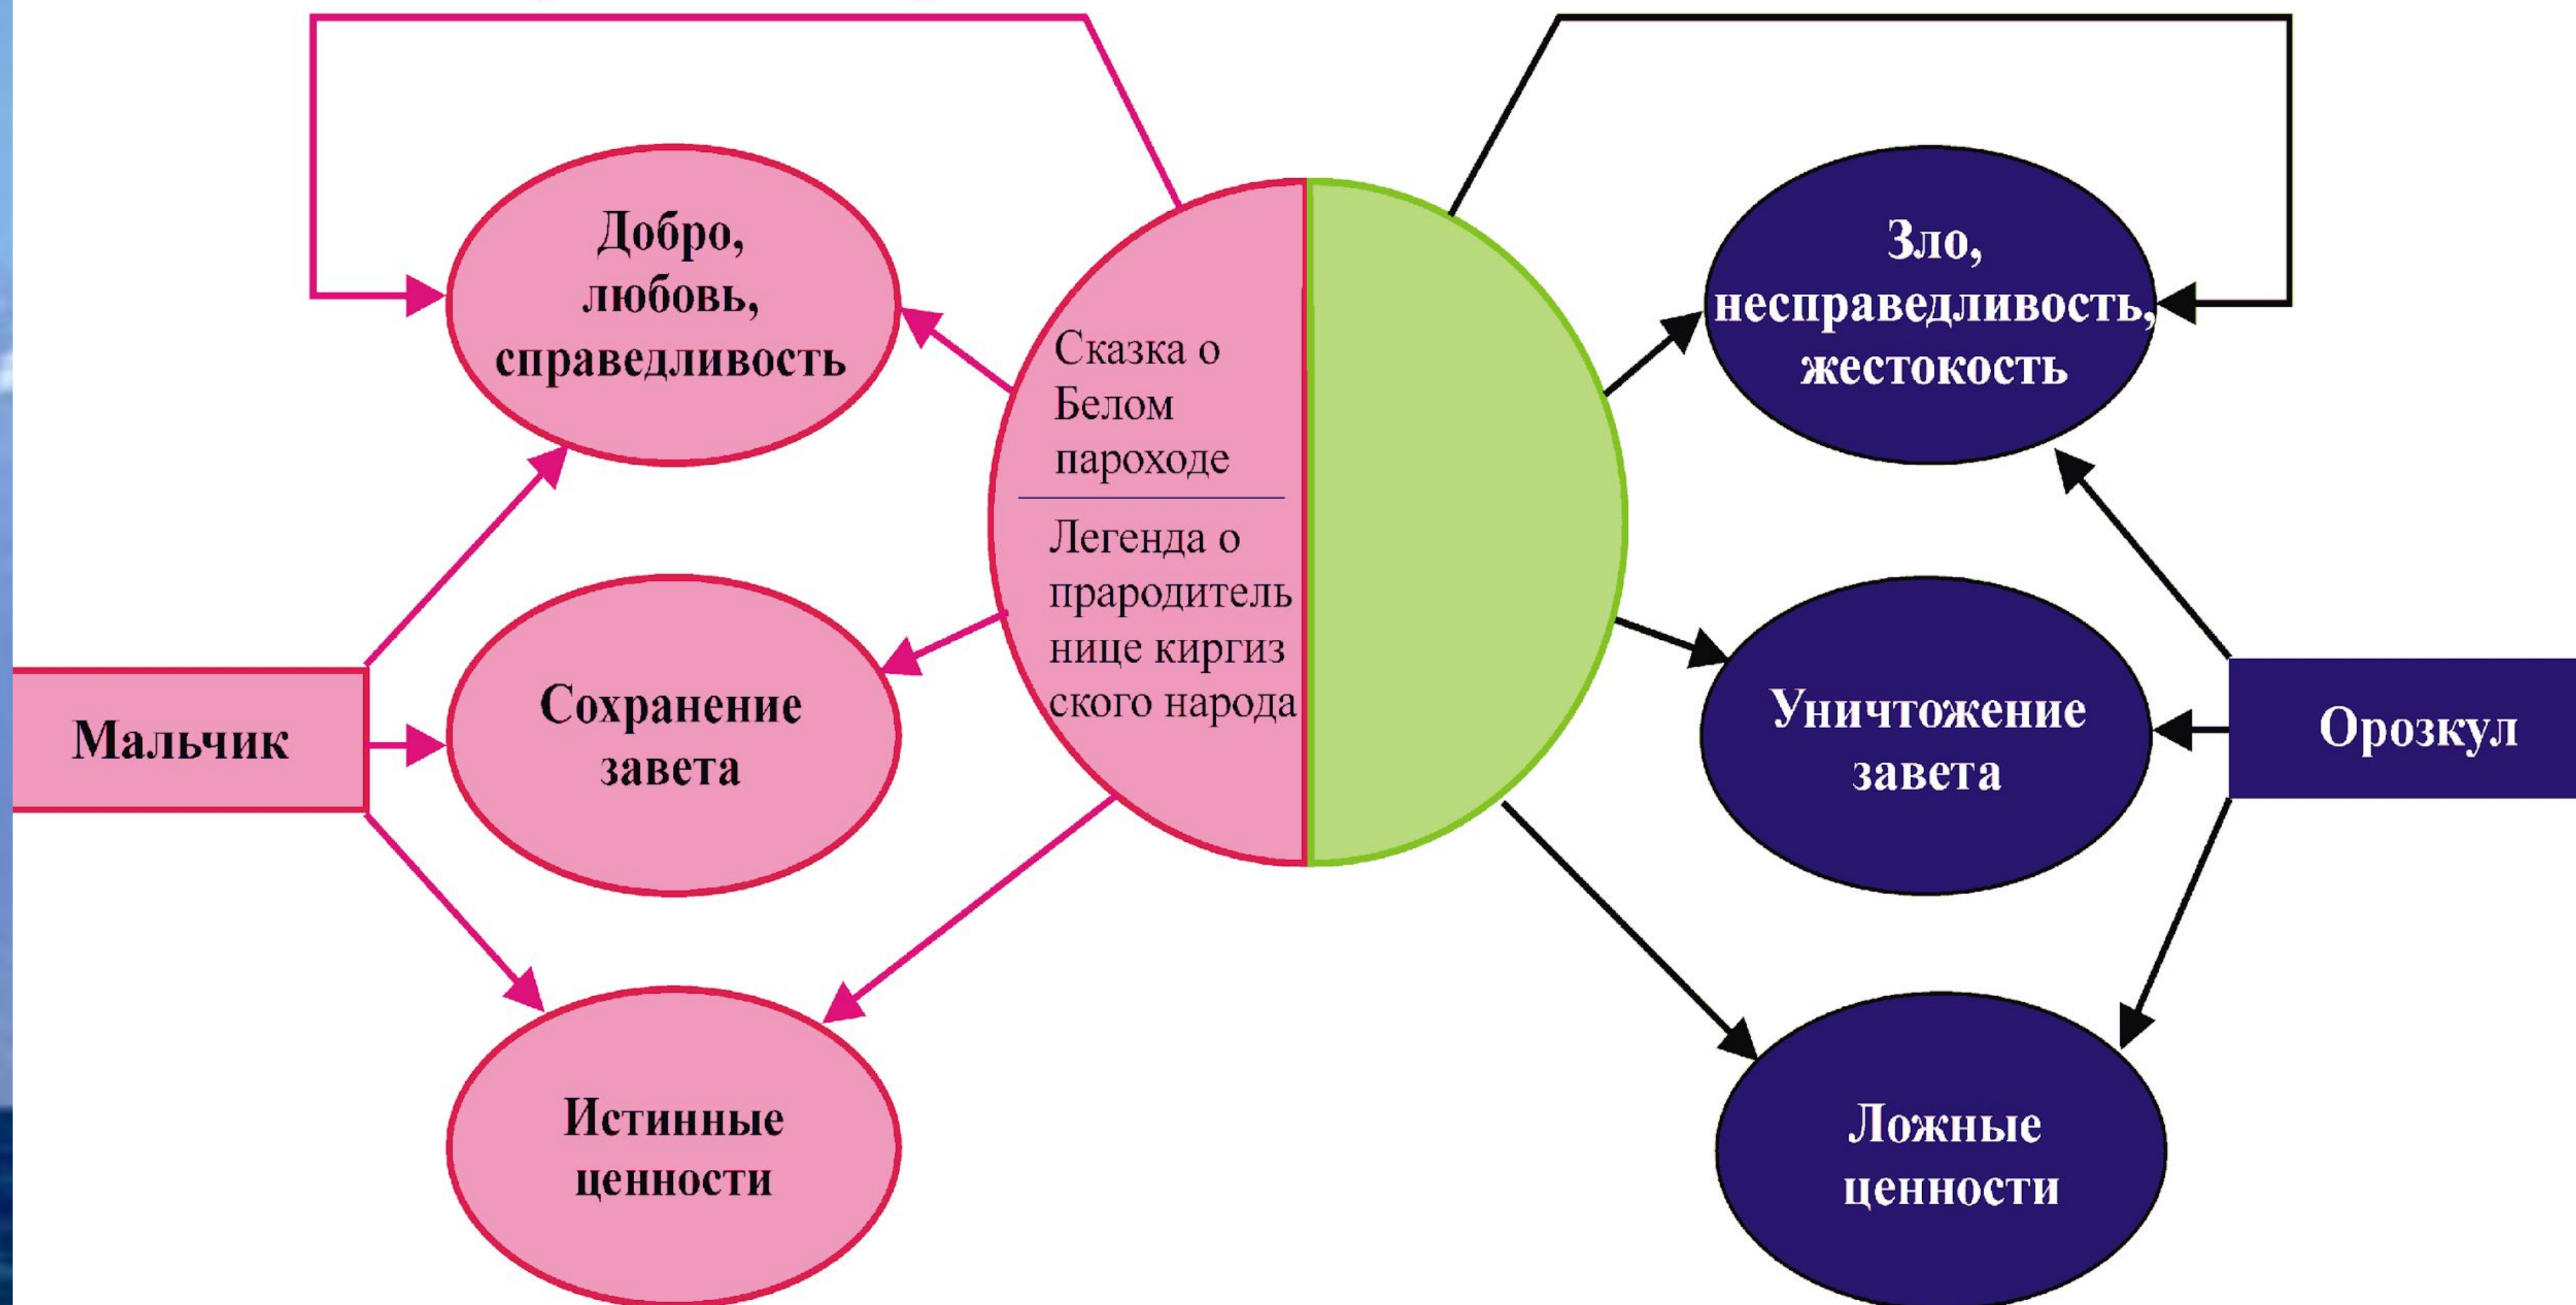 Добро,
любовь,
справедливость
Сказка о
Белом
пароходе
Легенда о
прародитель
нице киргиз
ского народа
Зло,
несправедливость,
жестокость
Мальчик
Сохранение
завета
Уничтожение
завета
Орозкул
Истинные
ценности
Ложные
ценности